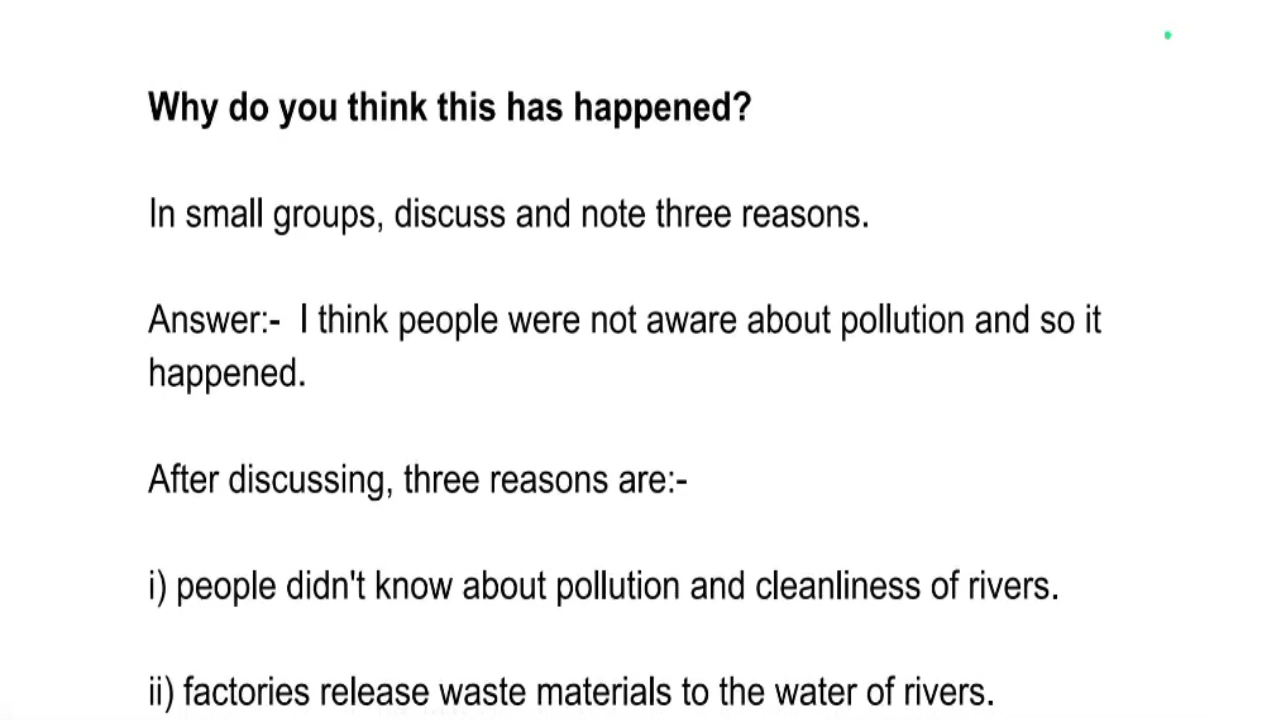 Why do you think this has happened?
In small groups, discuss and note three reasons.
Answer:-  I think people were not aware about pollution and so it
happened.
After discussing, three reasons are:-
i) people didn't know about pollution and cleanliness of rivers.
ii) factories release waste materials to the water of rivers.